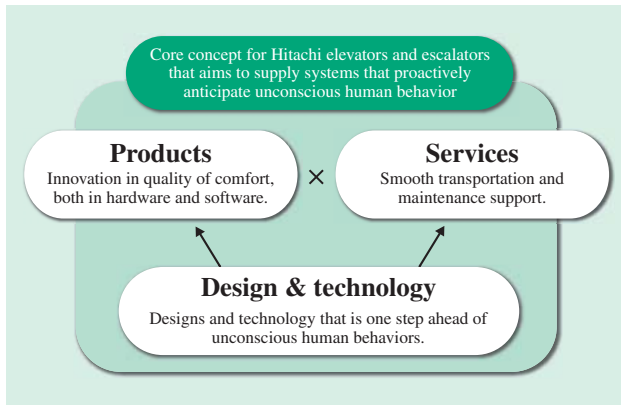 Core concept for Hitachi elevators and escalators
that aims to supply systems that proactively
anticipate unconscious human behavior
Products
Innovation in quality of comfort,
both in hardware and software.
×
Services
Smooth transportation and
maintenance support.
Design & technology
Designs and technology that is one step ahead of
unconscious human behaviors.